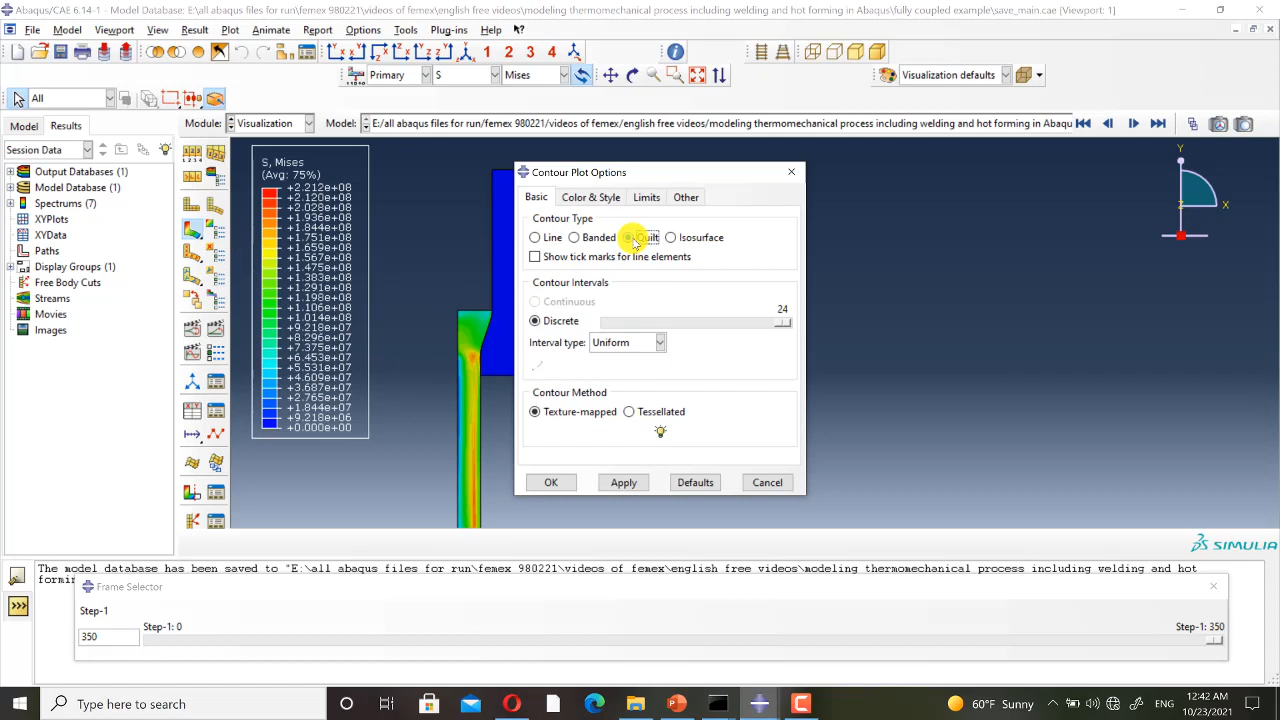 Abaqus/CAE 6.14-1 - Model Database: E:\all abaqus files for run\femex 980221\videos of femex\english free videos\modeling thermomechanical process including welding and hot forming in Abaqus\fully coupled example\save_main.cae (Viewport: 1]
File Model Viewport View Result Plot Animate Report Options Tools Plug-ins Help
1 2 3 4
Primary S Mises
Visualization defaults
All
Model Results
Module: Visualization Model: E:/all abaqus files for run/femex 980221/videos of femex/english free videos/modeling thermomechanical process including welding and hot forming in Abaqu
Session Data
Output Databases (1)
Model Database (1)
Spectrums (7)
XYPlots
XYData
Paths
Display Groups (1)
Free Body Cuts
Streams
Movies
Images
S, Mises
(Avg: 75%)
+2.212e+08
+2.120e+08
+2.028e+08
+1.936e+08
+1.844e+08
+1.751e+08
+1.659e+08
+1.567e+08
+1.475e+08
+1.383e+08
+1.291e+08
+1.198e+08
+1.106e+08
+1.014e+08
+9.218e+07
+8.296e+07
+7.375e+07
+6.453e+07
+5.531e+07
+4.609e+07
+3.687e+07
+2.765e+07
+1.844e+07
+9.218e+06
+0.000e+00
Contour Plot Options
Basic Color & Style Limits Other
Contour Type
Line Banded Quilt Isosurface
Show tick marks for line elements
Contour Intervals
Continuous
24
Discrete
Interval type: Uniform
Contour Method
Texture-mapped Tessellated
OK Apply Defaults Cancel
Y
Z X
SIMULIA
The model database has been saved to "E:\all abaqus files for run\femex 980221\videos of femex\english free videos\modeling thermomechanical process including welding and hot
Frame Selector
Step-1
Step-1: 0 Step-1: 350
350
Type here to search
60°F Sunny
ENG
12:42 AM
10/23/2021